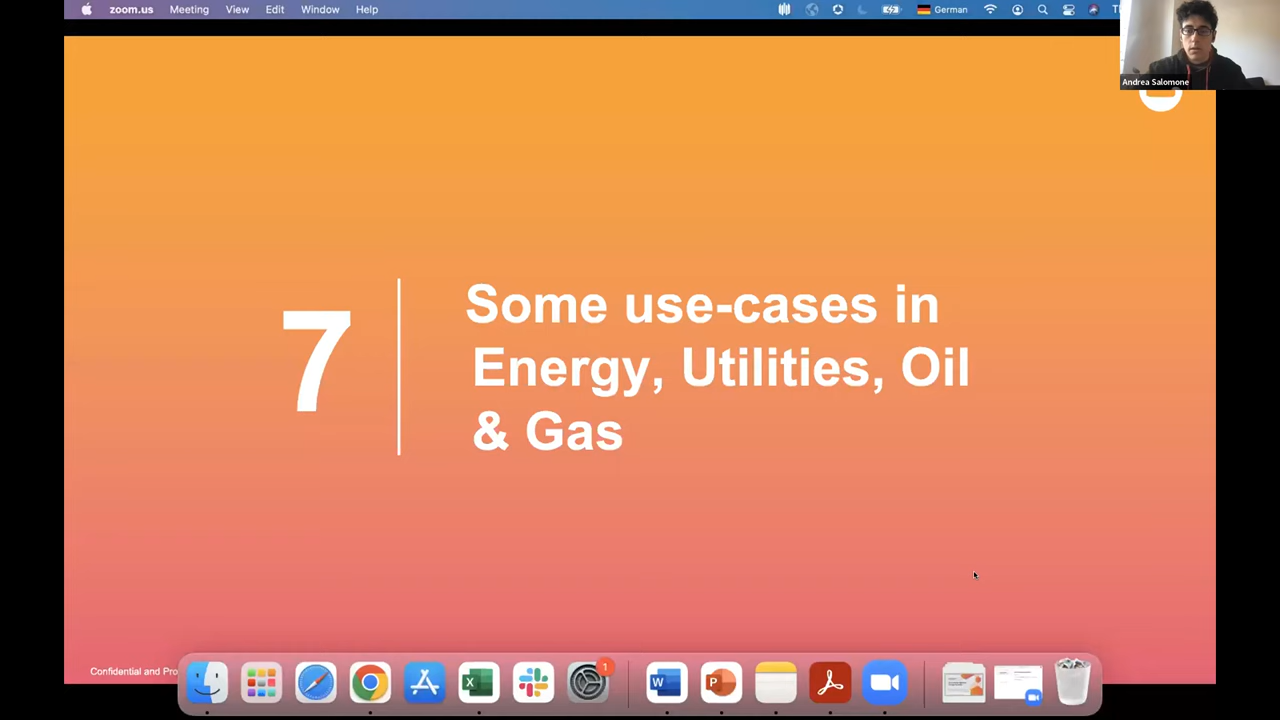 zoom.us Meeting View Edit Window Help German
Andrea Salomone
7
Some use-cases in
Energy, Utilities, Oil
& Gas
Confidential and
1